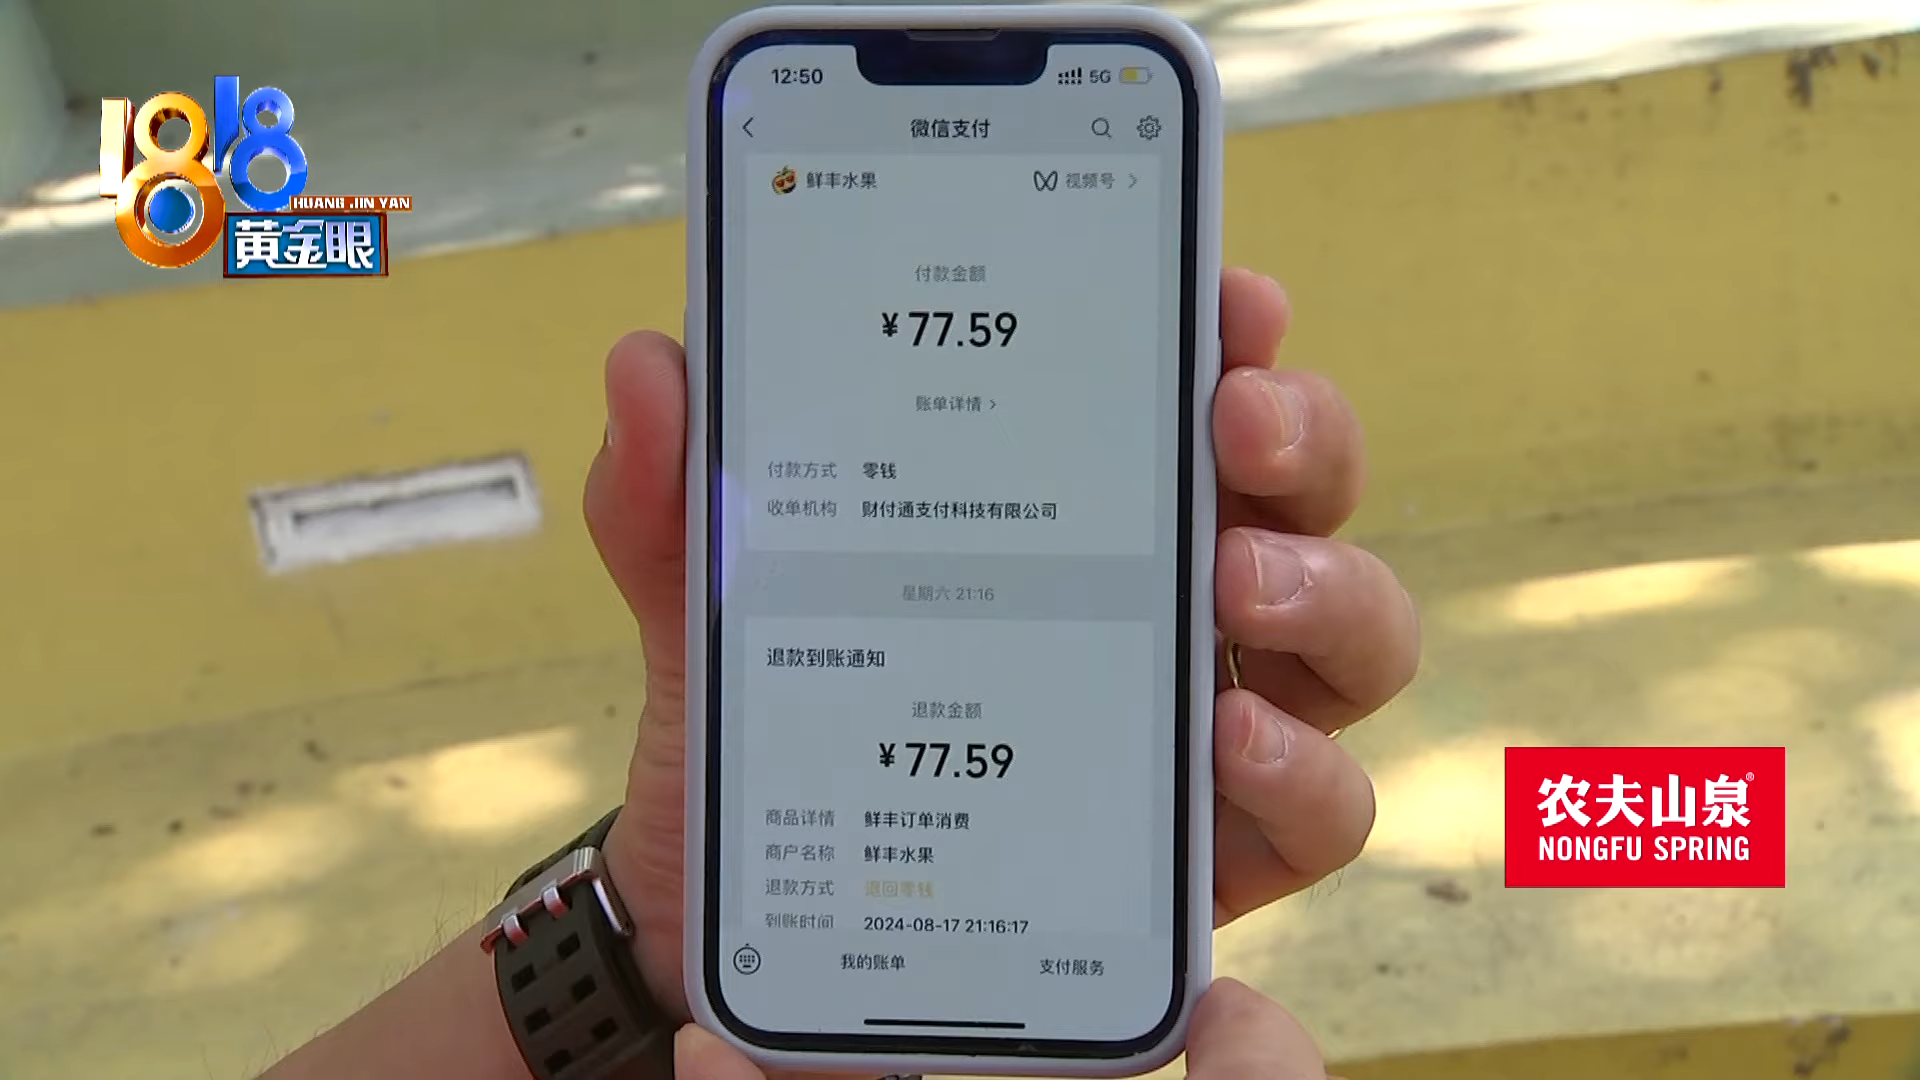 1818
HUANG JIN YAN
黄金眼
12:50
5G
微信支付
鲜丰水果
视频号
付款金额
¥77.59
账单详情
付款方式 零钱
收单机构 财付通支付科技有限公司
星期六 21:16
退款到账通知
退款金额
¥77.59
商品详情 鲜丰订单消费
商户名称 鲜丰水果
退款方式 退回零钱
到账时间 2024-08-17 21:16:17
我的账单
支付服务
农夫山泉®
NONGFU SPRING